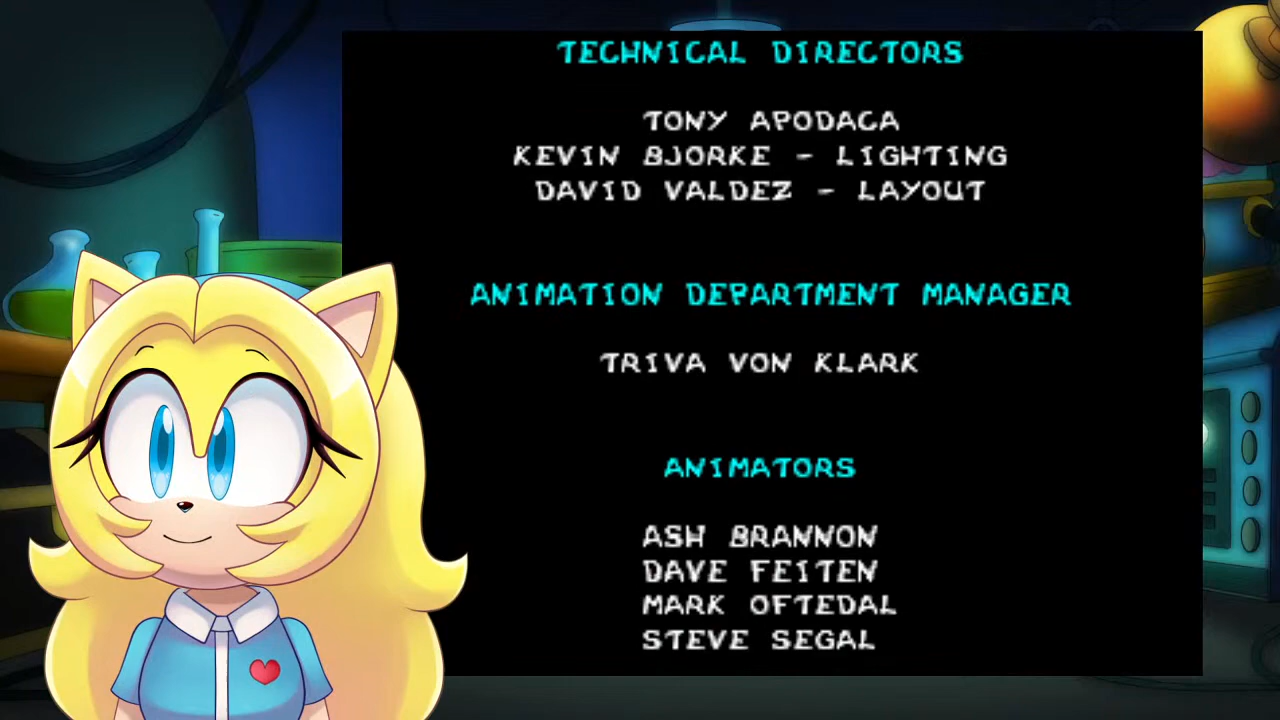 TECHNICAL DIRECTORS
TONY APODACA
KEVIN BJORKE - LIGHTING
DAVID VALDEZ - LAYOUT
ANIMATION DEPARTMENT MANAGER
TRIVA VON KLARK
ANIMATORS
ASH BRANNON
DAVE FEITEN
MARK OFTEDAL
STEVE SEGAL